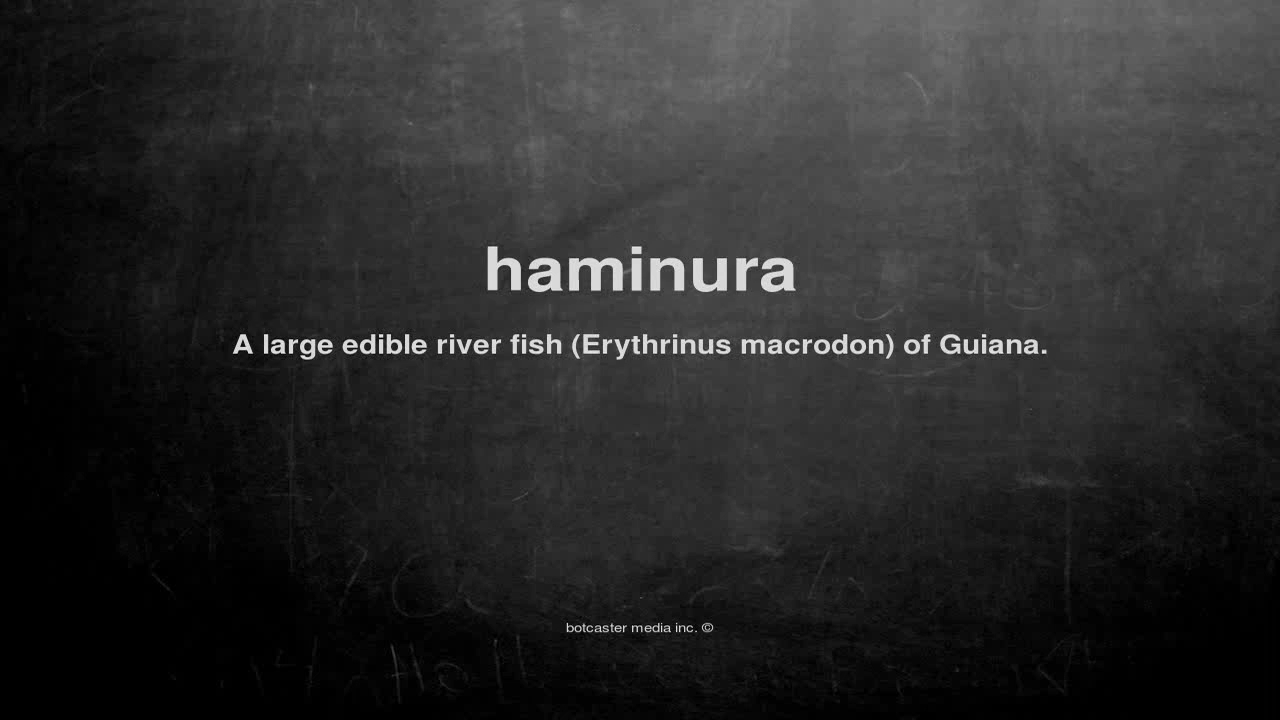 haminura
A large edible river fish (Erythrinus macrodon) of Guiana.
botcaster media inc. ©